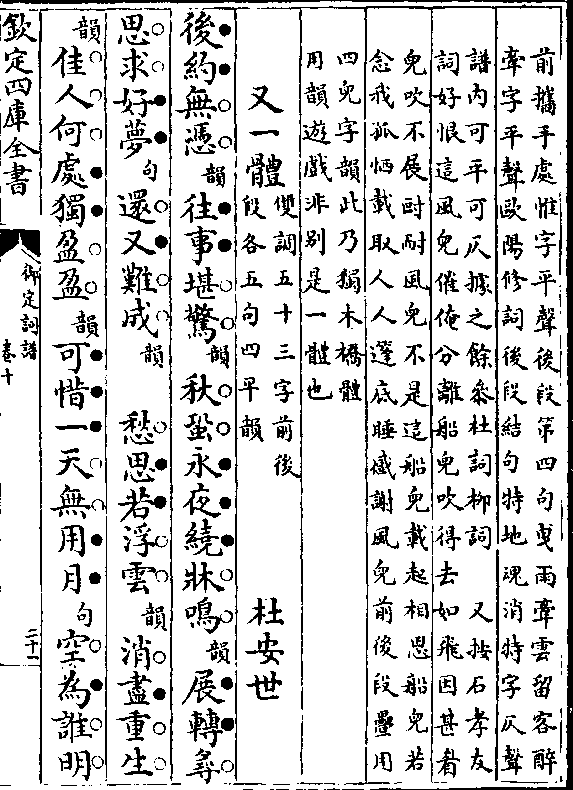 前攜手處惟字平聲後段第四句曳雨牽雲留客醉
牽字平聲歐陽修詞後段結句特地魂消特字仄聲
譜内可平可仄據之餘參杜詞柳詞 又按石孝友
詞好恨這風兒催俺分離船兒吹得去如飛因甚眉
兒吹不展叵耐風兒不是這船兒載起相思船兒若
念我孤恓載取人人篷底睡感謝風兒前後段疊用
四兒字韻此乃獨木橋體
用韻遊戲非别是一體也
又一體 雙調五十三字前後
段各五句四平韻 杜安世
後約無憑韻往事堪驚韻秋蛩永夜繞牀鳴韻展轉尋
思求好夢句還又難成韻 愁思若浮雲韻消盡重生
韻佳人何處獨盈盈韻可惜一天無用月句空為誰明
欽定四庫全書
御定詞譜
卷十
二十一